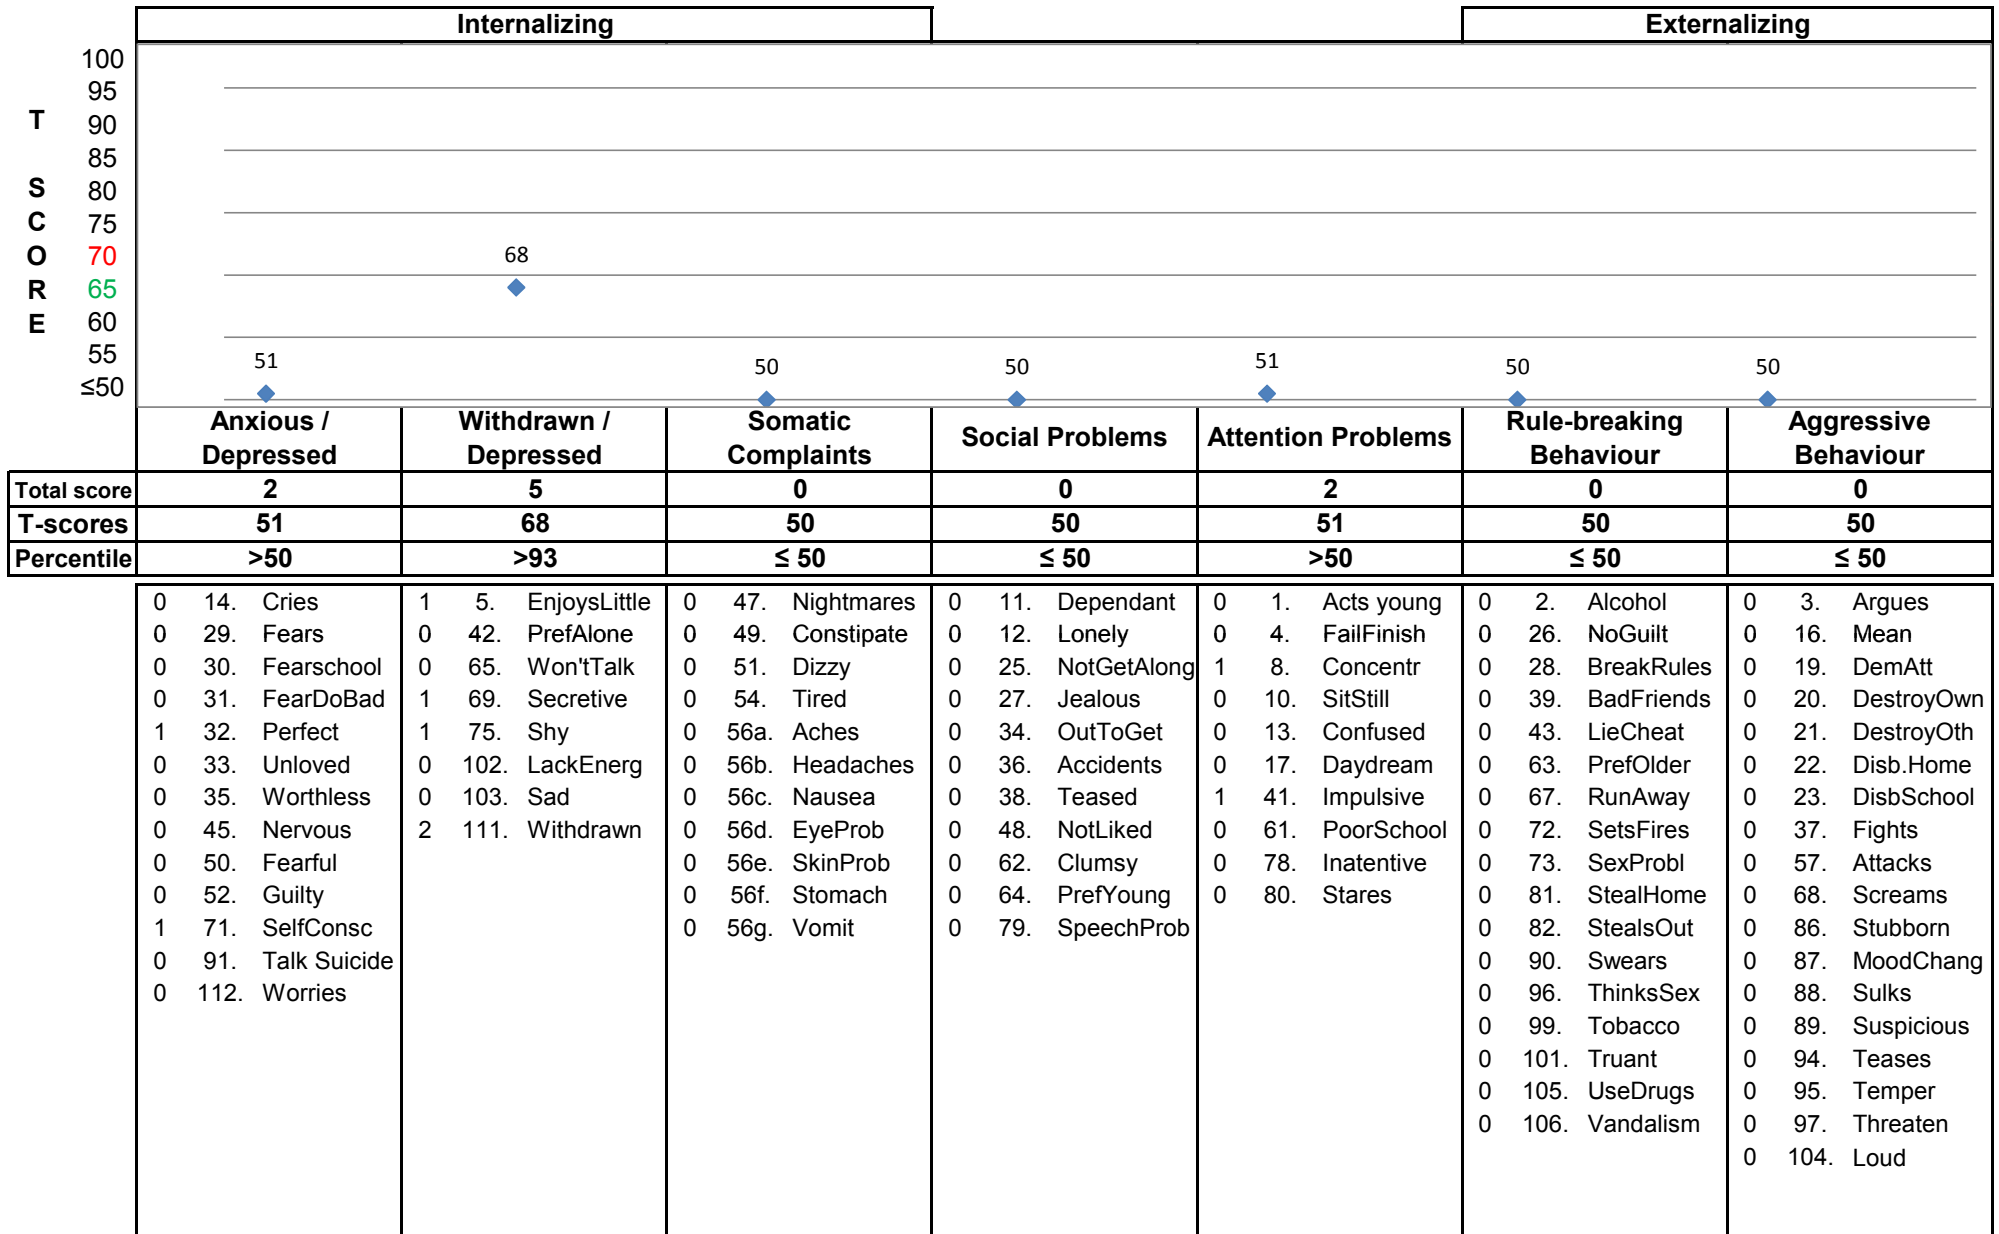 Internalizing Externalizing
100
95
T 90
85
S 80
C 75
O 70
R 65
E 60
55
≤50
68
51 50 50 51 50 50
Anxious / Withdrawn / Somatic Social Problems Attention Problems Rule-breaking Aggressive
Depressed Depressed Complaints Behaviour Behaviour
Total score 2 5 0 0 2 0 0
T-scores 51 68 50 50 51 50 50
Percentile >50 >93 ≤ 50 ≤ 50 >50 ≤ 50 ≤ 50
0 14. Cries 1 5. EnjoysLittle 0 47. Nightmares 0 11. Dependant 0 1. Acts young 0 2. Alcohol 0 3. Argues
0 29. Fears 0 42. PrefAlone 0 49. Constipate 0 12. Lonely 0 4. FailFinish 0 26. NoGuilt 0 16. Mean
0 30. Fearschool 0 65. Won'tTalk 0 51. Dizzy 0 25. NotGetAlong 1 8. Concentr 0 28. BreakRules 0 19. DemAtt
0 31. FearDoBad 1 69. Secretive 0 54. Tired 0 27. Jealous 0 10. SitStill 0 39. BadFriends 0 20. DestroyOwn
1 32. Perfect 1 75. Shy 0 56a. Aches 0 34. OutToGet 0 13. Confused 0 43. LieCheat 0 21. DestroyOth
0 33. Unloved 0 102. LackEnerg 0 56b. Headaches 0 36. Accidents 0 17. Daydream 0 63. PrefOlder 0 22. Disb.Home
0 35. Worthless 0 103. Sad 0 56c. Nausea 0 38. Teased 1 41. Impulsive 0 67. RunAway 0 23. DisbSchool
0 45. Nervous 2 111. Withdrawn 0 56d. EyeProb 0 48. NotLiked 0 61. PoorSchool 0 72. SetsFires 0 37. Fights
0 50. Fearful 0 56e. SkinProb 0 62. Clumsy 0 78. Inatentive 0 73. SexProbl 0 57. Attacks
0 52. Guilty 0 56f. Stomach 0 64. PrefYoung 0 80. Stares 0 81. StealHome 0 68. Screams
1 71. SelfConsc 0 56g. Vomit 0 79. SpeechProb 0 82. StealsOut 0 86. Stubborn
0 91. Talk Suicide 0 90. Swears 0 87. MoodChang
0 112. Worries 0 96. ThinksSex 0 88. Sulks
0 99. Tobacco 0 89. Suspicious
0 101. Truant 0 94. Teases
0 105. UseDrugs 0 95. Temper
0 106. Vandalism 0 97. Threaten
0 104. Loud